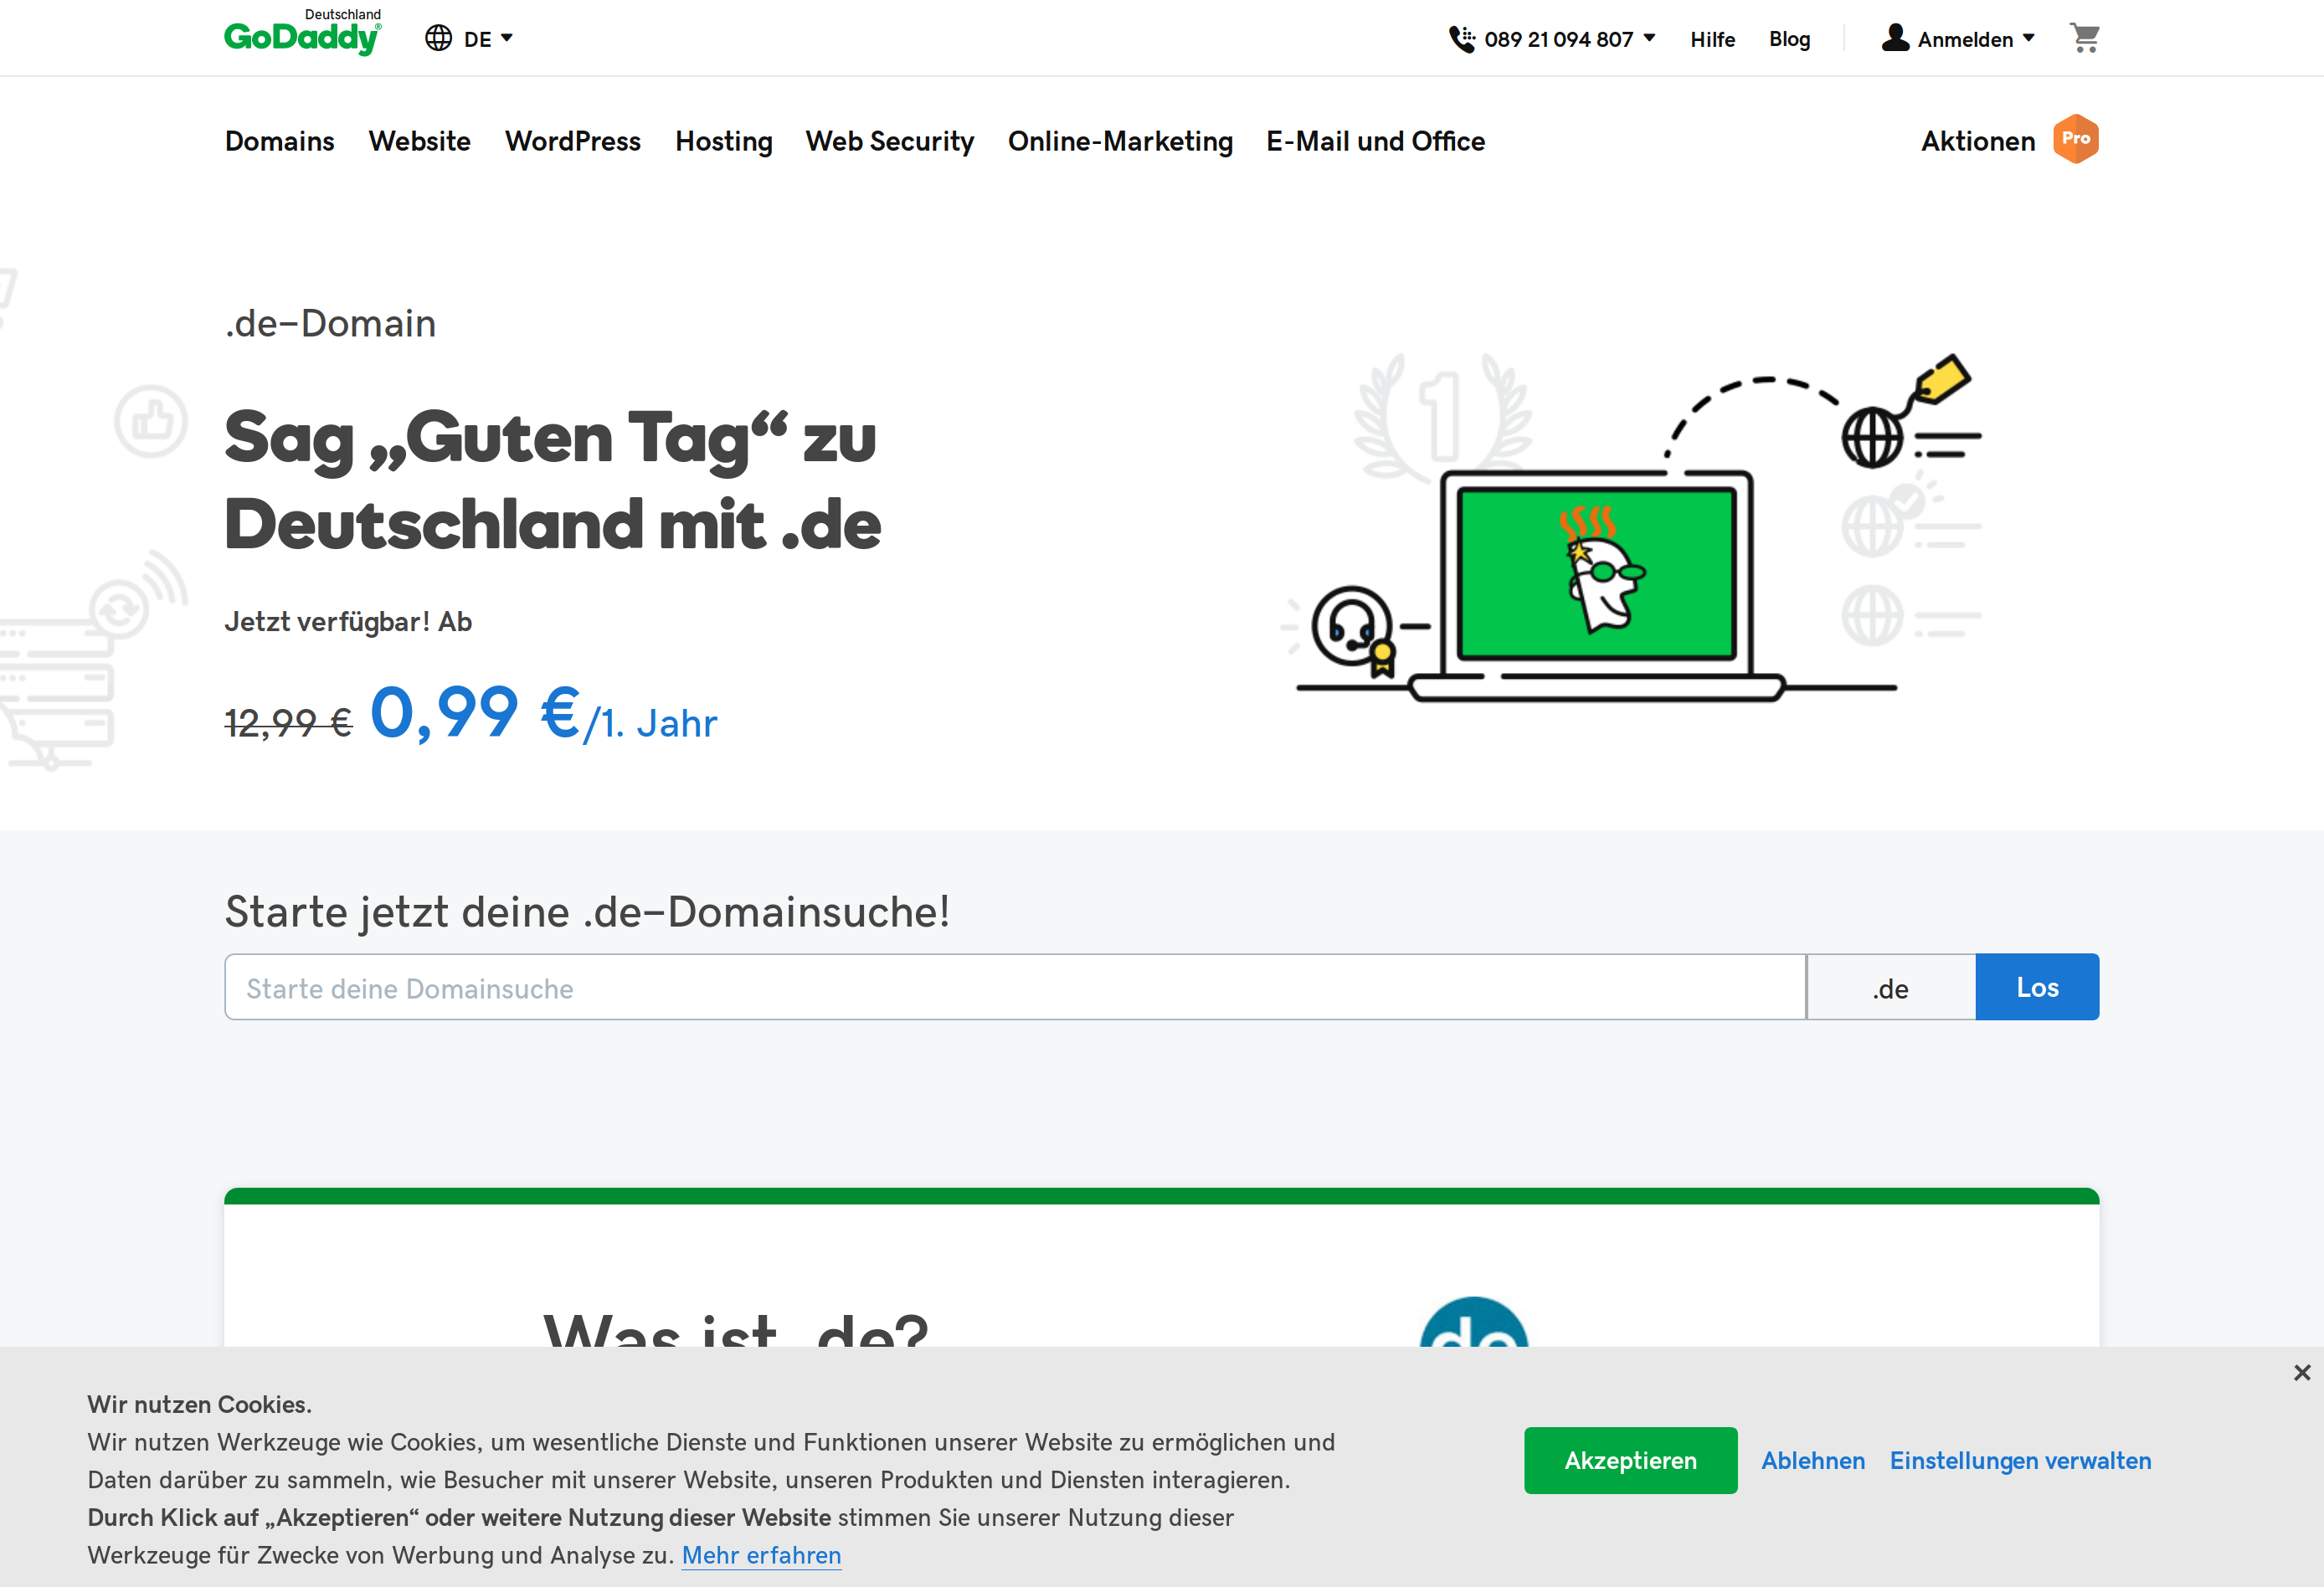 Deutschland
GoDaddy®
DE
089 21 094 807
Hilfe
Blog
Anmelden
Domains
Website
WordPress
Hosting
Web Security
Online-Marketing
E-Mail und Office
Aktionen
Pro
.de-Domain
Sag „Guten Tag“ zu
Deutschland mit .de
Jetzt verfügbar! Ab
12,99 € 0,99 €/1. Jahr
1
Starte jetzt deine .de-Domainsuche!
Starte deine Domainsuche
.de
Los
Was ist .de?
de
Wir nutzen Cookies.
Wir nutzen Werkzeuge wie Cookies, um wesentliche Dienste und Funktionen unserer Website zu ermöglichen und
Daten darüber zu sammeln, wie Besucher mit unserer Website, unseren Produkten und Diensten interagieren.
Durch Klick auf „Akzeptieren“ oder weitere Nutzung dieser Website stimmen Sie unserer Nutzung dieser
Werkzeuge für Zwecke von Werbung und Analyse zu. Mehr erfahren
Akzeptieren
Ablehnen
Einstellungen verwalten